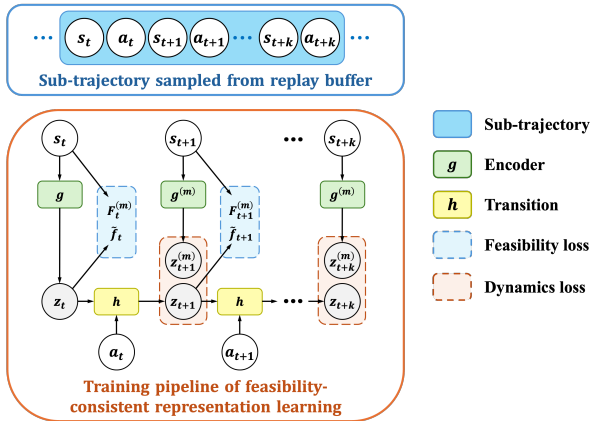 ··· s_t a_t s_{t+1} a_{t+1} ··· s_{t+k} a_{t+k} ···
Sub-trajectory sampled from replay buffer
s_t s_{t+1} ··· s_{t+k}
g g^{(m)} g^{(m)}
F_t^{(m)} F_{t+1}^{(m)}
f̃_t f̃_{t+1}
z_{t+1}^{(m)} z_{t+k}^{(m)}
z_t h z_{t+1} h ··· z_{t+k}
a_t a_{t+1}
Training pipeline of feasibility-
consistent representation learning
Sub-trajectory
g Encoder
h Transition
Feasibility loss
Dynamics loss